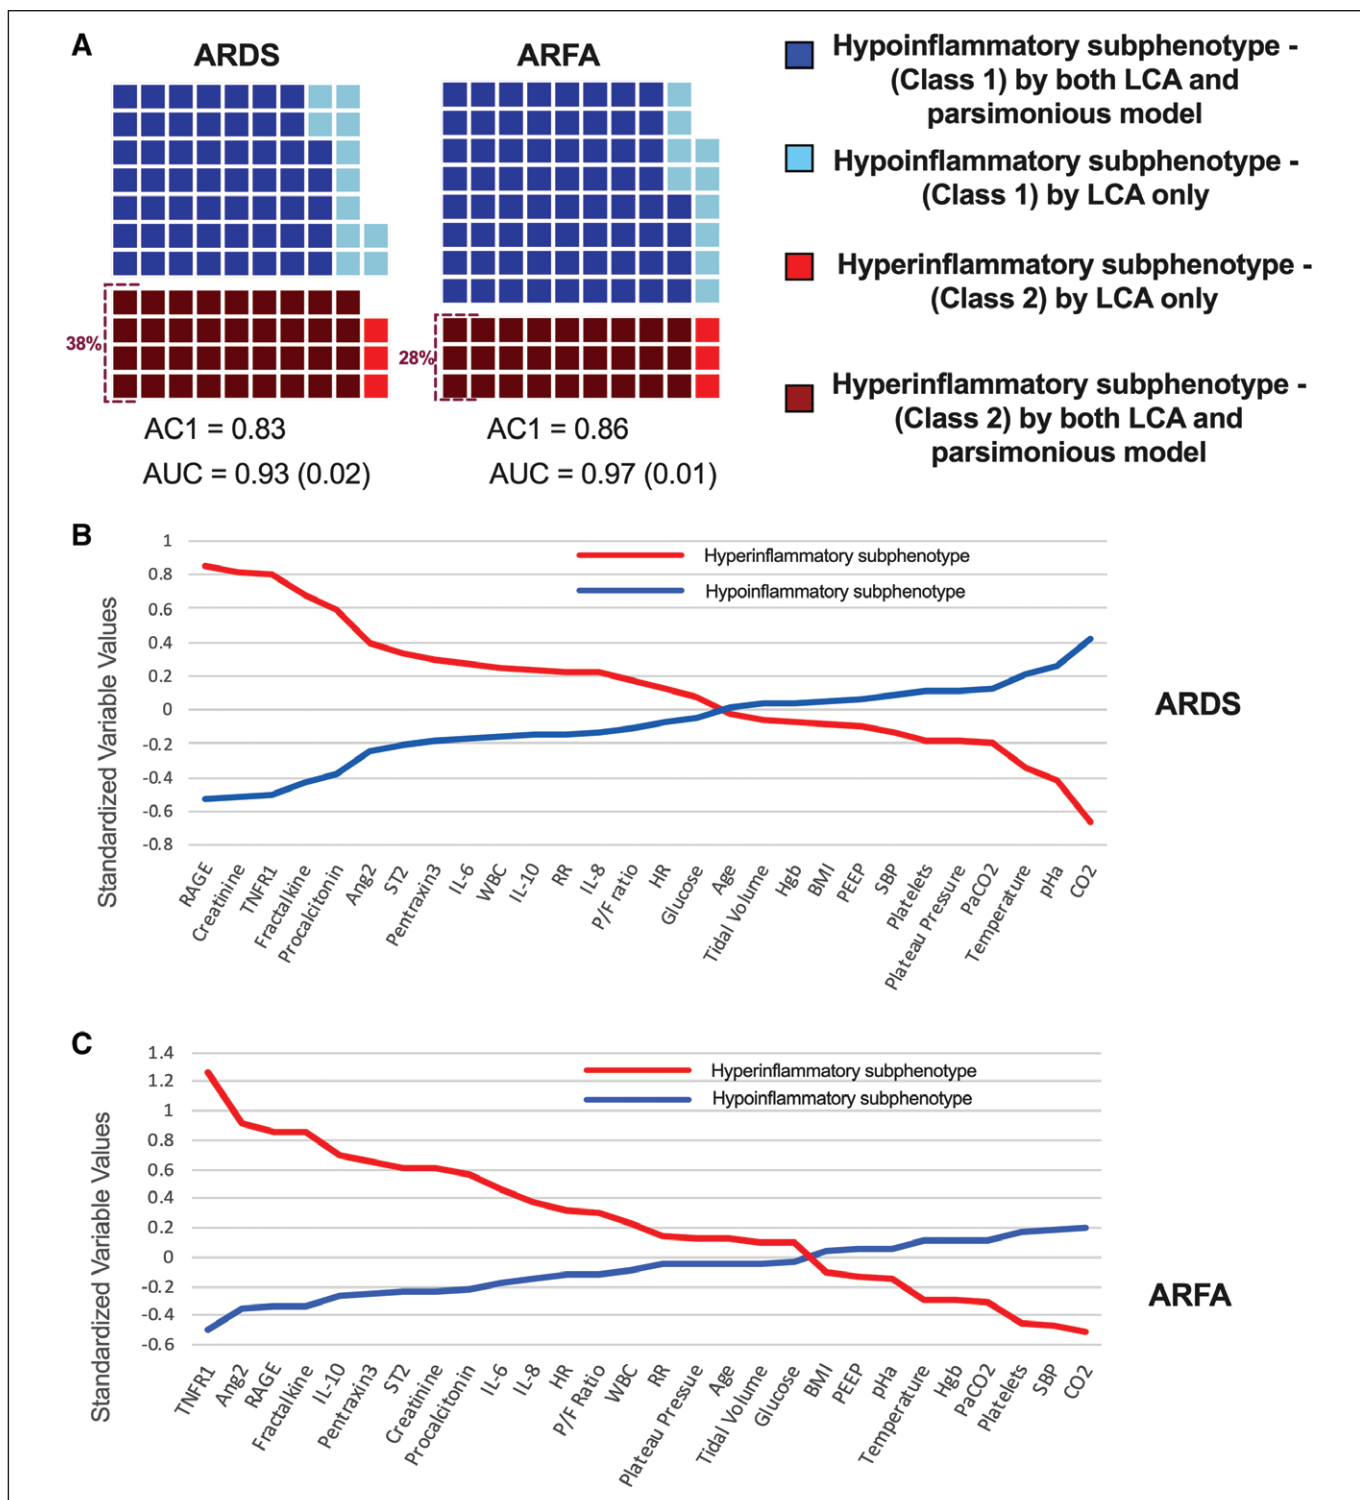 A
ARDS
ARFA
Hypoinflammatory subphenotype -
(Class 1) by both LCA and
parsimonious model
Hypoinflammatory subphenotype -
(Class 1) by LCA only
Hyperinflammatory subphenotype -
(Class 2) by LCA only
Hyperinflammatory subphenotype -
(Class 2) by both LCA and
parsimonious model
38%
28%
AC1 = 0.83
AC1 = 0.86
AUC = 0.93 (0.02)
AUC = 0.97 (0.01)
B
Standardized Variable Values
1
0.8
0.6
0.4
0.2
0
-0.2
-0.4
-0.6
-0.8
Hyperinflammatory subphenotype
Hypoinflammatory subphenotype
RAGE
Creatinine
TNFR1
Fractalkine
Procalcitonin
Ang2
ST2
Pentraxin3
IL-6
WBC
IL-10
RR
IL-8
P/F ratio
HR
Glucose
Age
Tidal Volume
Hgb
BMI
PEEP
SBP
Platelets
Plateau Pressure
PaCO2
Temperature
pHa
CO2
ARDS
C
Standardized Variable Values
1.4
1.2
1
0.8
0.6
0.4
0.2
0
-0.2
-0.4
-0.6
Hyperinflammatory subphenotype
Hypoinflammatory subphenotype
TNFR1
Ang2
RAGE
Fractalkine
IL-10
Pentraxin3
ST2
Creatinine
Procalcitonin
IL-6
IL-8
HR
P/F Ratio
WBC
RR
Plateau Pressue
Age
Tidal Volume
Glucose
BMI
PEEP
pHa
Temperature
Hgb
PaCO2
Platelets
SBP
CO2
ARFA